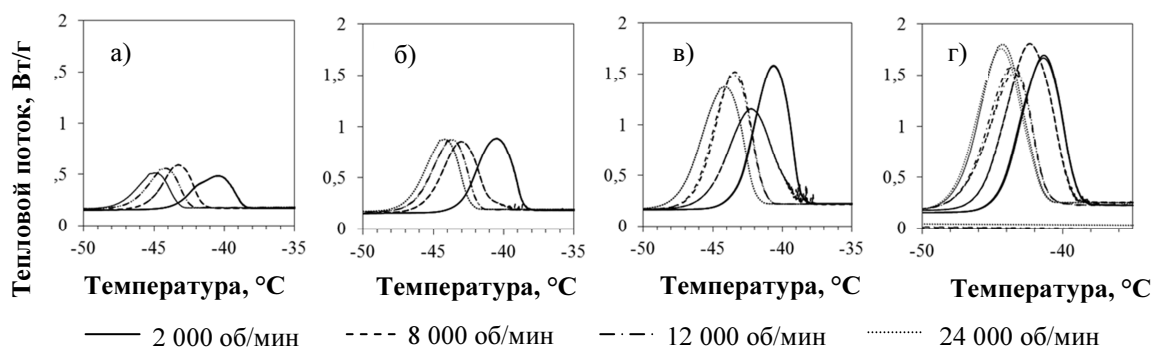 Тепловой поток, Вт/г
2 2 2 2
а) б) в) г)
,5 1,5 1,5 1,5
1 1 1 1
,5 0,5 0,5 0,5
0 0 0 0
-50 -45 -40 -35 -50 -45 -40 -35 -50 -45 -40 -35 -50 -40
Температура, °C Температура, °C Температура, °C Температура, °C
2 000 об/мин 8 000 об/мин 12 000 об/мин 24 000 об/мин